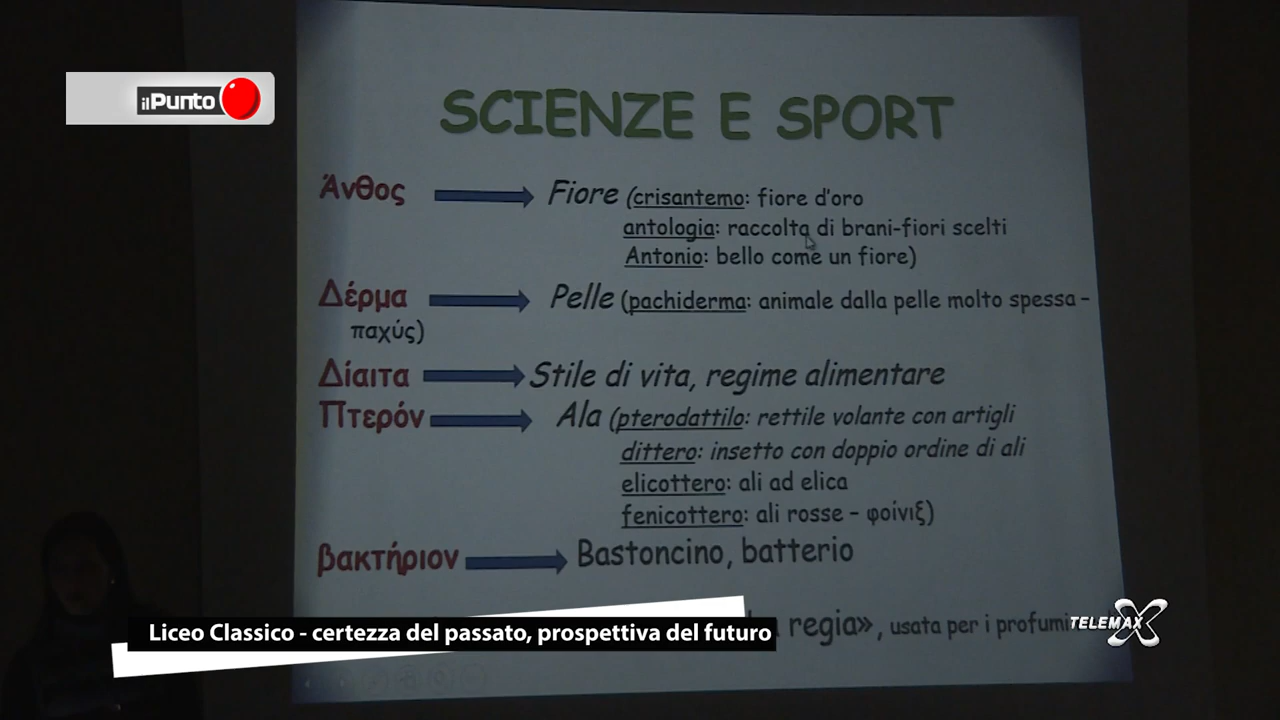 ilPunto
SCIENZE E SPORT
Άνθος Fiore (crisantemo: fiore d'oro
antologia: raccolta di brani-fiori scelti
Antonio: bello come un fiore)
Δέρμα Pelle (pachiderma: animale dalla pelle molto spessa –
παχύς)
Δίαιτα Stile di vita, regime alimentare
Πτερόν Ala (pterodattilo: rettile volante con artigli
dittero: insetto con doppio ordine di ali
elicottero: ali ad elica
fenicottero: ali rosse – φοίνιξ)
βακτήριον Bastoncino, batterio
regia», usata per i profumi
Liceo Classico - certezza del passato, prospettiva del futuro
TELEMAX